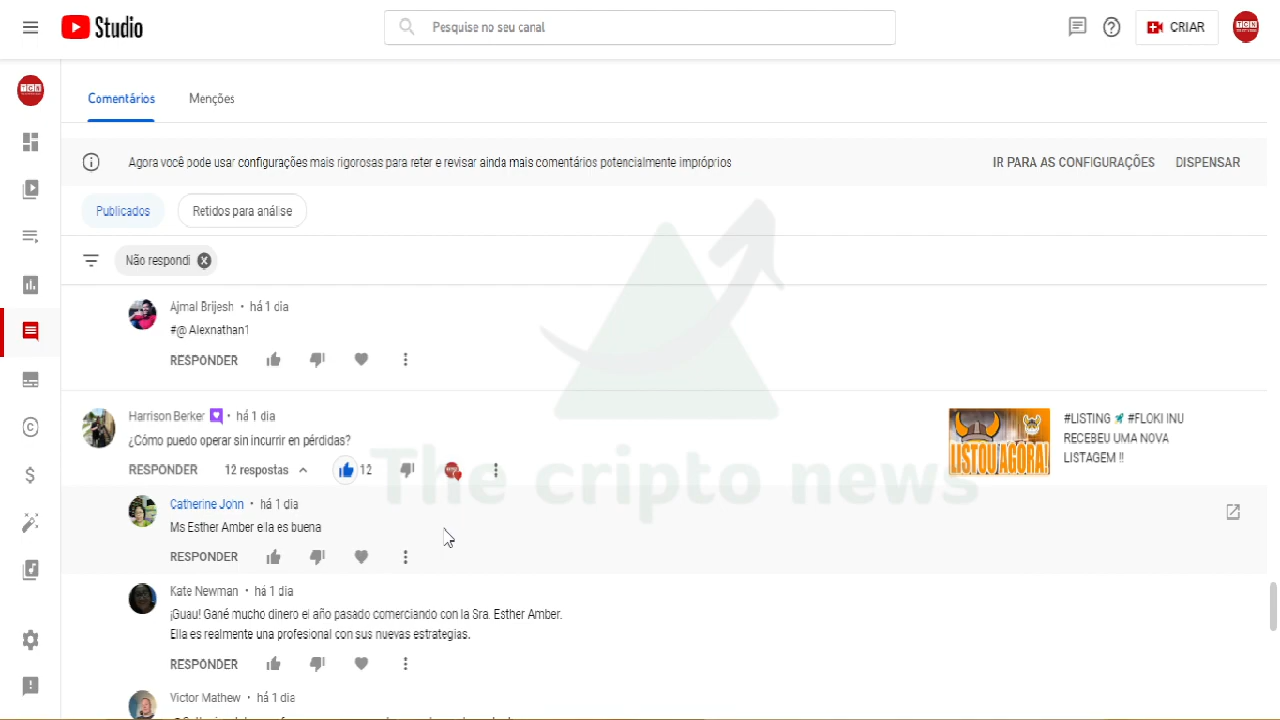 Studio
Pesquise no seu canal
CRIAR
TCN
TCN
Comentários
Menções
Agora você pode usar configurações mais rigorosas para reter e revisar ainda mais comentários potencialmente impróprios
IR PARA AS CONFIGURAÇÕES
DISPENSAR
Publicados
Retidos para análise
Não respondi
Ajmal Brijesh • há 1 dia
#@ Alexnathan1
RESPONDER
Harrison Berker • há 1 dia
¿Cómo puedo operar sin incurrir en pérdidas?
RESPONDER 12 respostas 12
#LISTING 🚀 #FLOKI INU
RECEBEU UMA NOVA
LISTAGEM !!
LISTOU AGORA!
The cripto news
Catherine John • há 1 dia
Ms Esther Amber ella es buena
RESPONDER
Kate Newman • há 1 dia
¡Guau! Gané mucho dinero el año pasado comerciando con la Sra. Esther Amber.
Ella es realmente una profesional con sus nuevas estrategias.
RESPONDER
Victor Mathew • há 1 dia